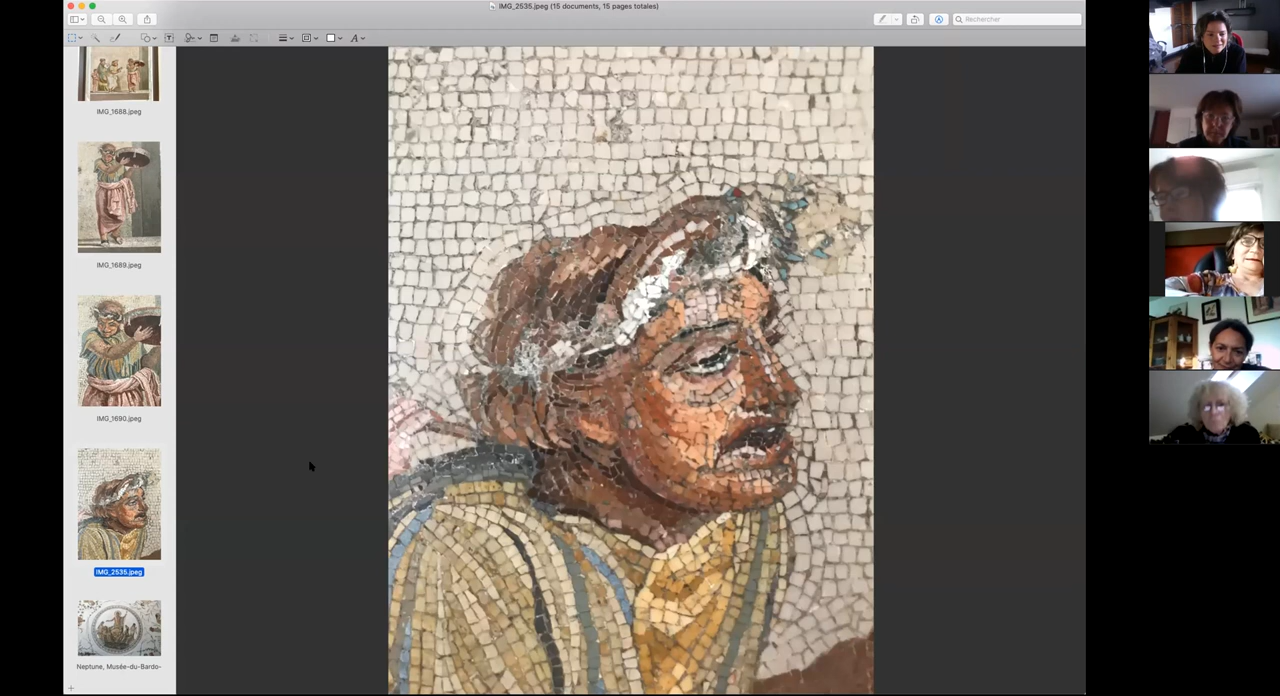 IMG_2535.jpeg (15 documents, 15 pages totales)
Rechercher
IMG_1688.jpeg
IMG_1689.jpeg
IMG_1690.jpeg
IMG_2535.jpeg
Neptune, Musée-du-Bardo-